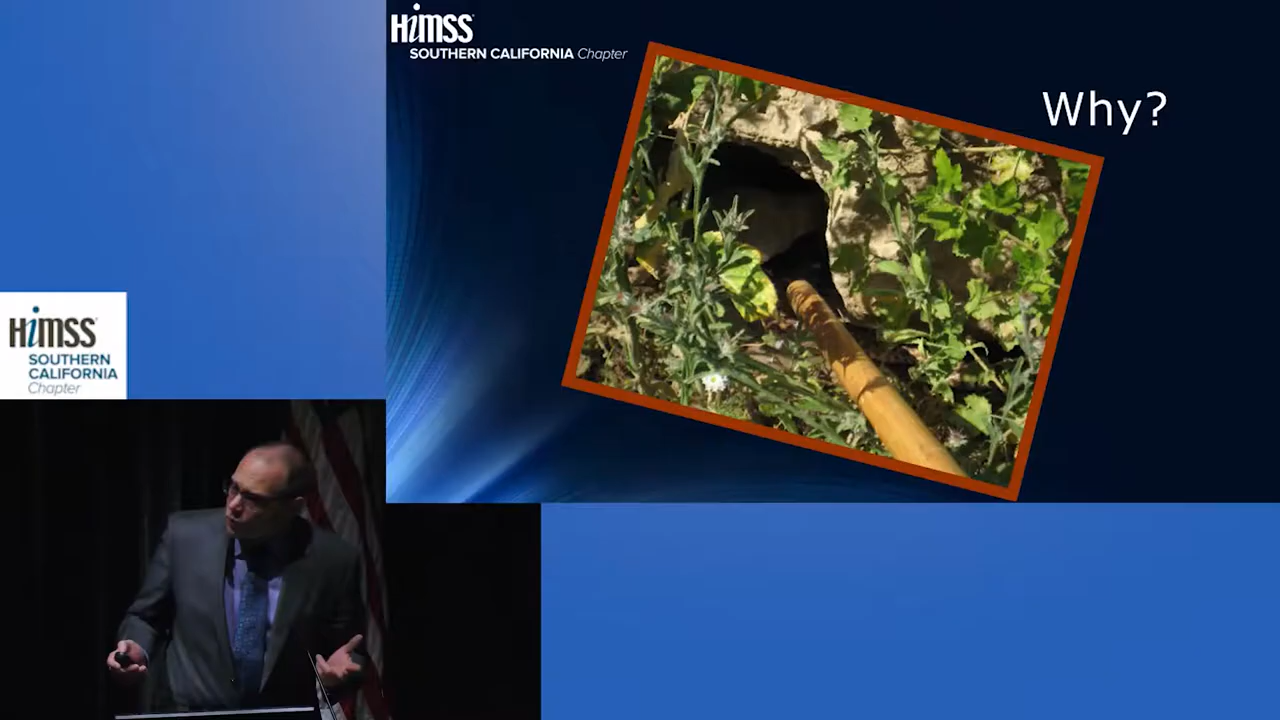 HiMSS
SOUTHERN CALIFORNIA Chapter
Why?
HiMSS
SOUTHERN
CALIFORNIA
Chapter